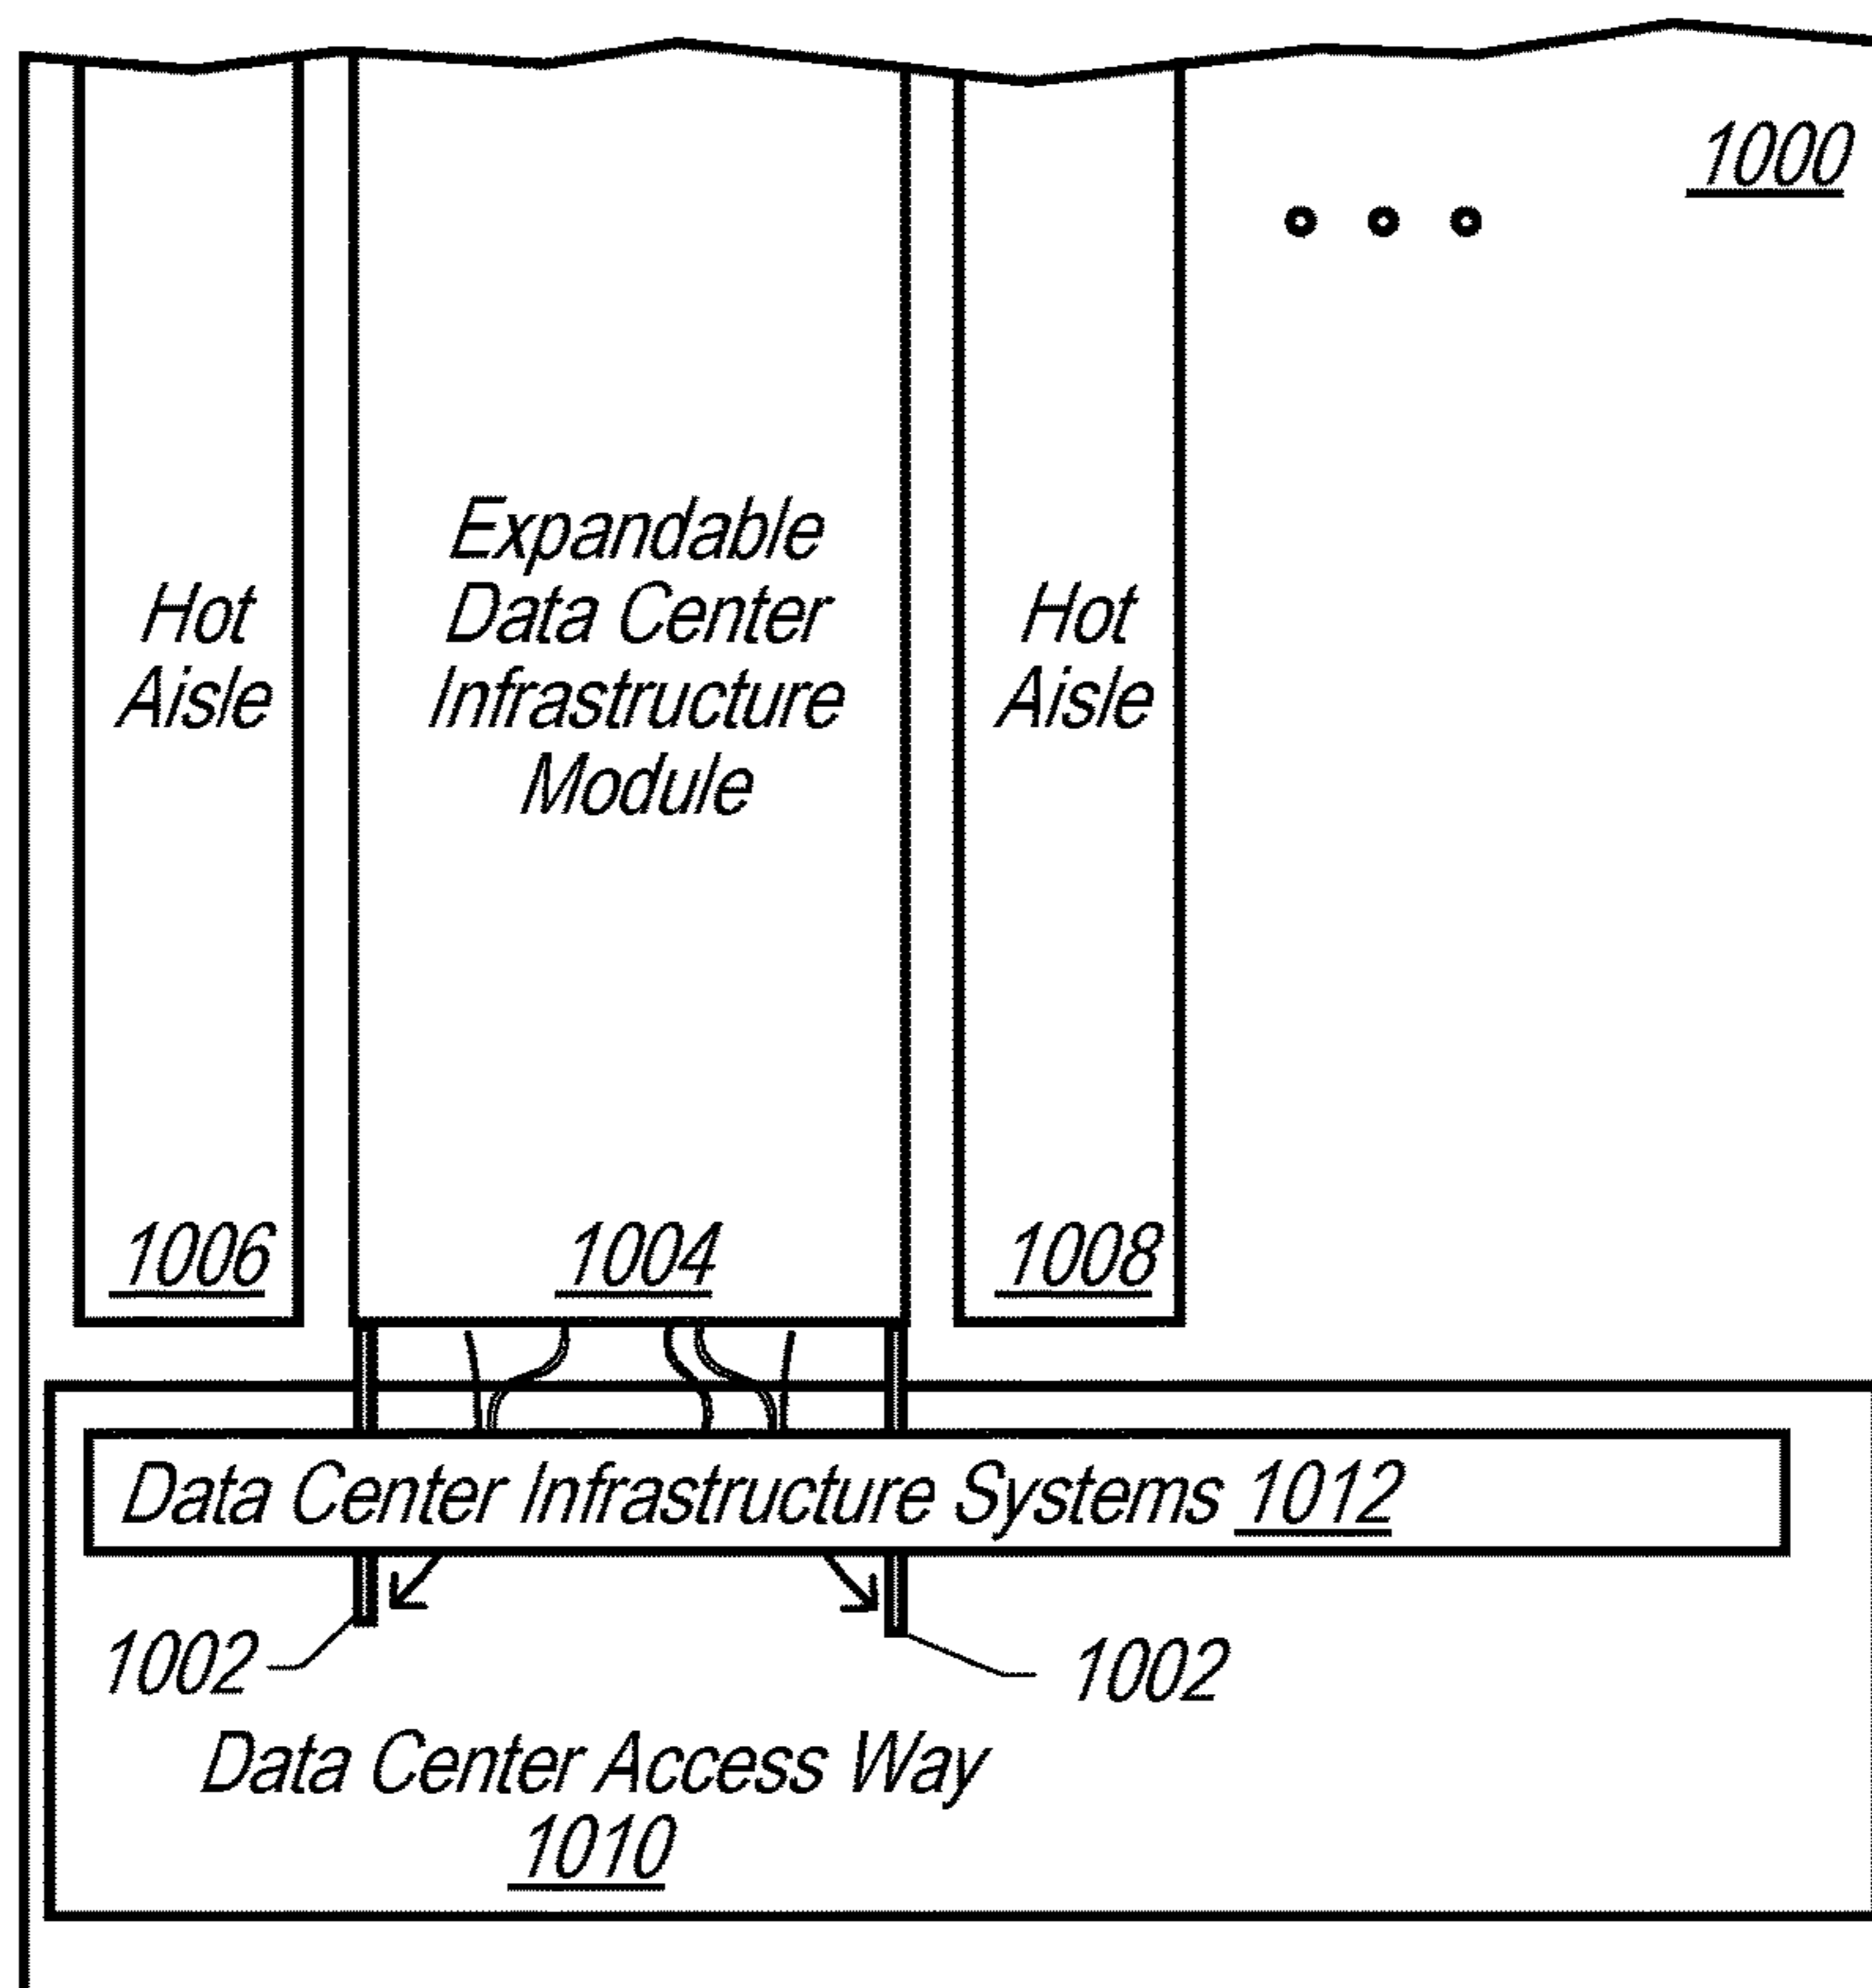 1000
Hot
Aisle
Expandable
Data Center
Infrastructure
Module
Hot
Aisle
1006
1004
1008
Data Center Infrastructure Systems 1012
1002
1002
Data Center Access Way
1010